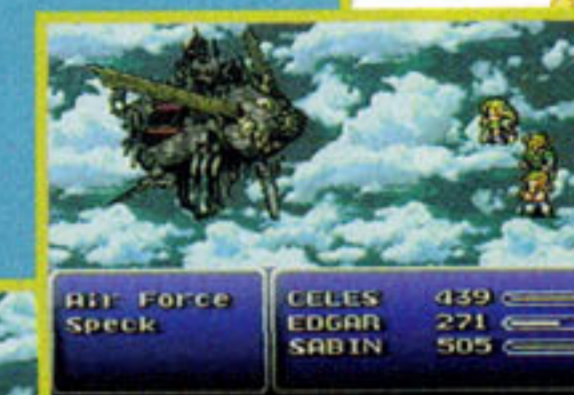 Air Force
Speck
CELES 439
EDGAR 271
SABIN 505